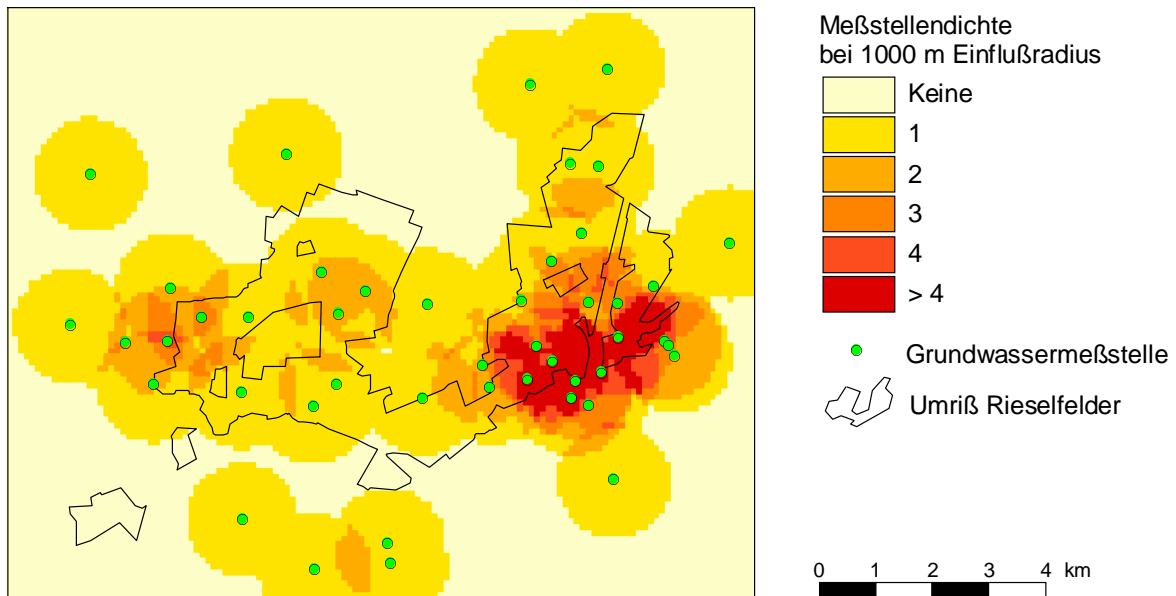 Meßstellendichte
bei 1000 m Einflußradius
Keine
1
2
3
4
> 4
Grundwassermeßstelle
Umriß Rieselfelder
0 1 2 3 4 km